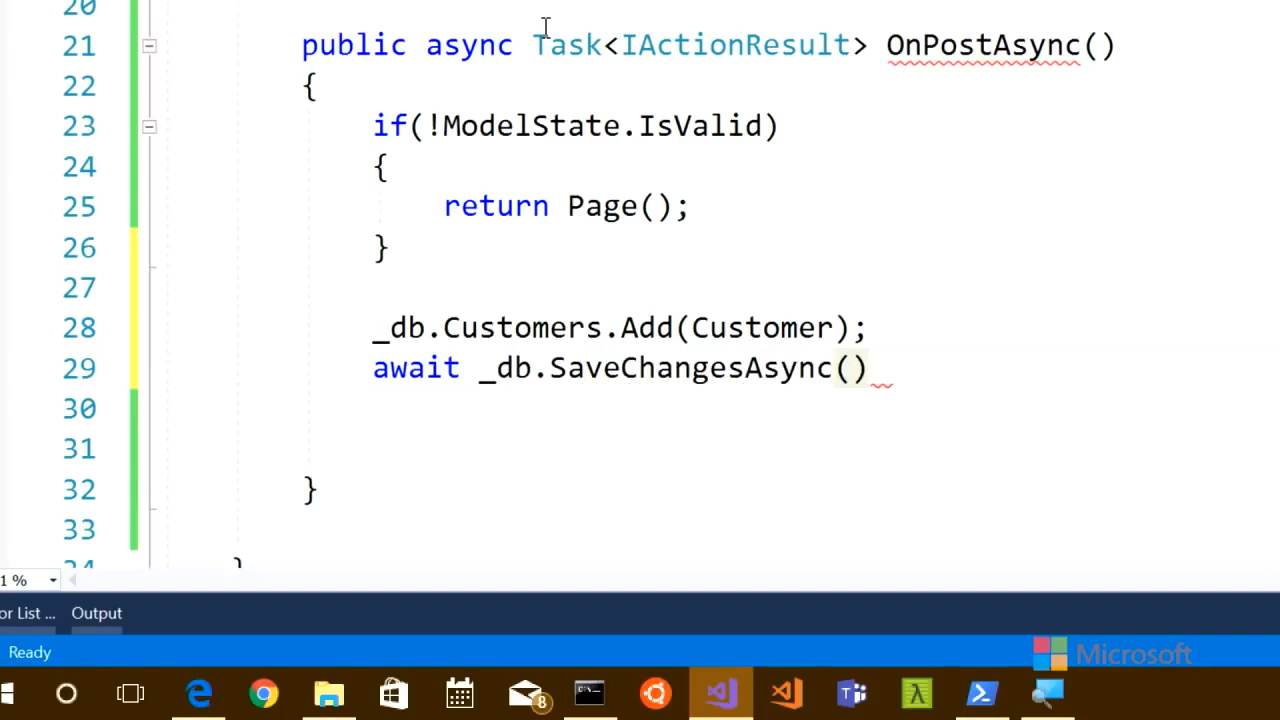 20
21 public async Task<IActionResult> OnPostAsync()
22 {
23 if(!ModelState.IsValid)
24 {
25 return Page();
26 }
27
28 _db.Customers.Add(Customer);
29 await _db.SaveChangesAsync()
30
31
32 }
33
34 }
1 %
or List ... Output
Ready
Microsoft
8